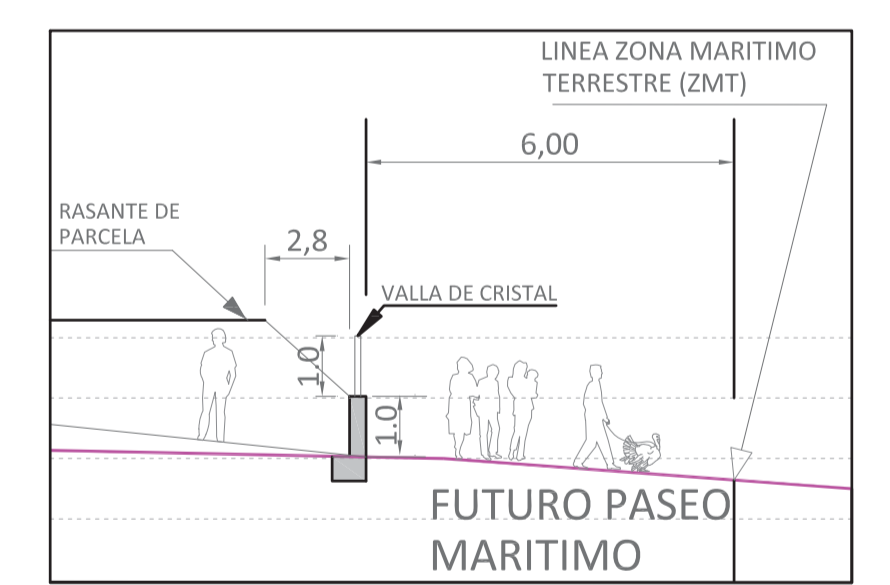 LINEA ZONA MARITIMO
TERRESTRE (ZMT)
6,00
RASANTE DE
PARCELA
2,8
VALLA DE CRISTAL
1.0
1.0
FUTURO PASEO
MARITIMO